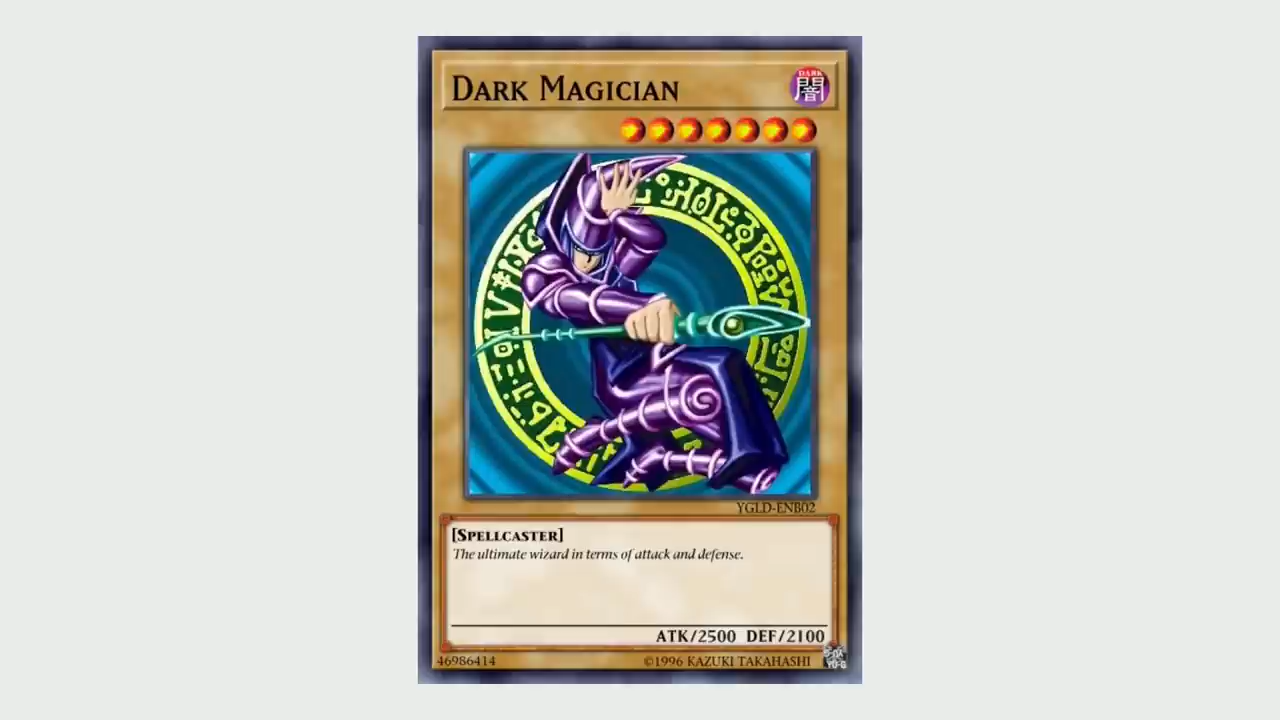 DARK MAGICIAN
DARK
闇
YGLD-ENB02
[SPELLCASTER]
The ultimate wizard in terms of attack and defense.
ATK/2500 DEF/2100
46986414
©1996 KAZUKI TAKAHASHI